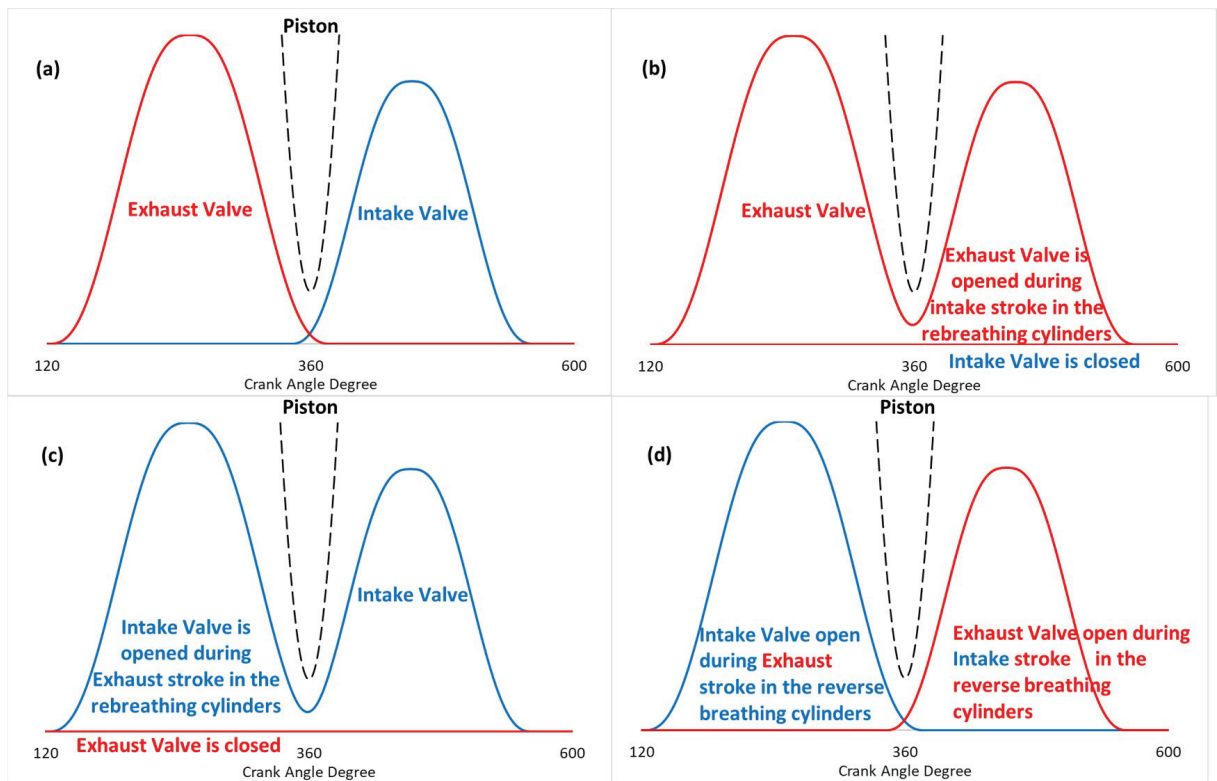 Piston
(a)
Exhaust Valve
Intake Valve
120
360
600
Crank Angle Degree
(b)
Exhaust Valve
Exhaust Valve is
opened during
intake stroke in the
rebreathing cylinders
Intake Valve is closed
120
360
600
Crank Angle Degree
Piston
(c)
Intake Valve
Intake Valve is
opened during
Exhaust stroke in the
rebreathing cylinders
Exhaust Valve is closed
120
360
600
Crank Angle Degree
Piston
(d)
Intake Valve open
during Exhaust
stroke in the reverse
breathing cylinders
Exhaust Valve open during
Intake stroke in the
reverse breathing
cylinders
120
360
600
Crank Angle Degree